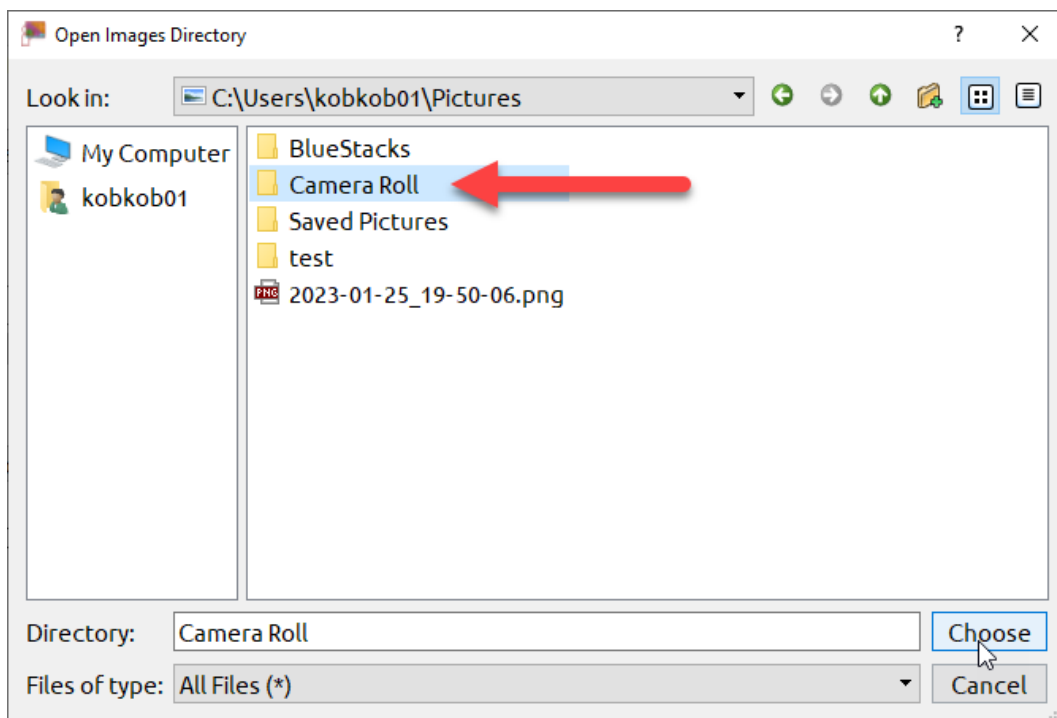 Open Images Directory
?
Look in: C:\Users\kobkob01\Pictures
My Computer
kobkob01
BlueStacks
Camera Roll
Saved Pictures
test
PNG 2023-01-25_19-50-06.png
Directory: Camera Roll Choose
Files of type: All Files (*) Cancel